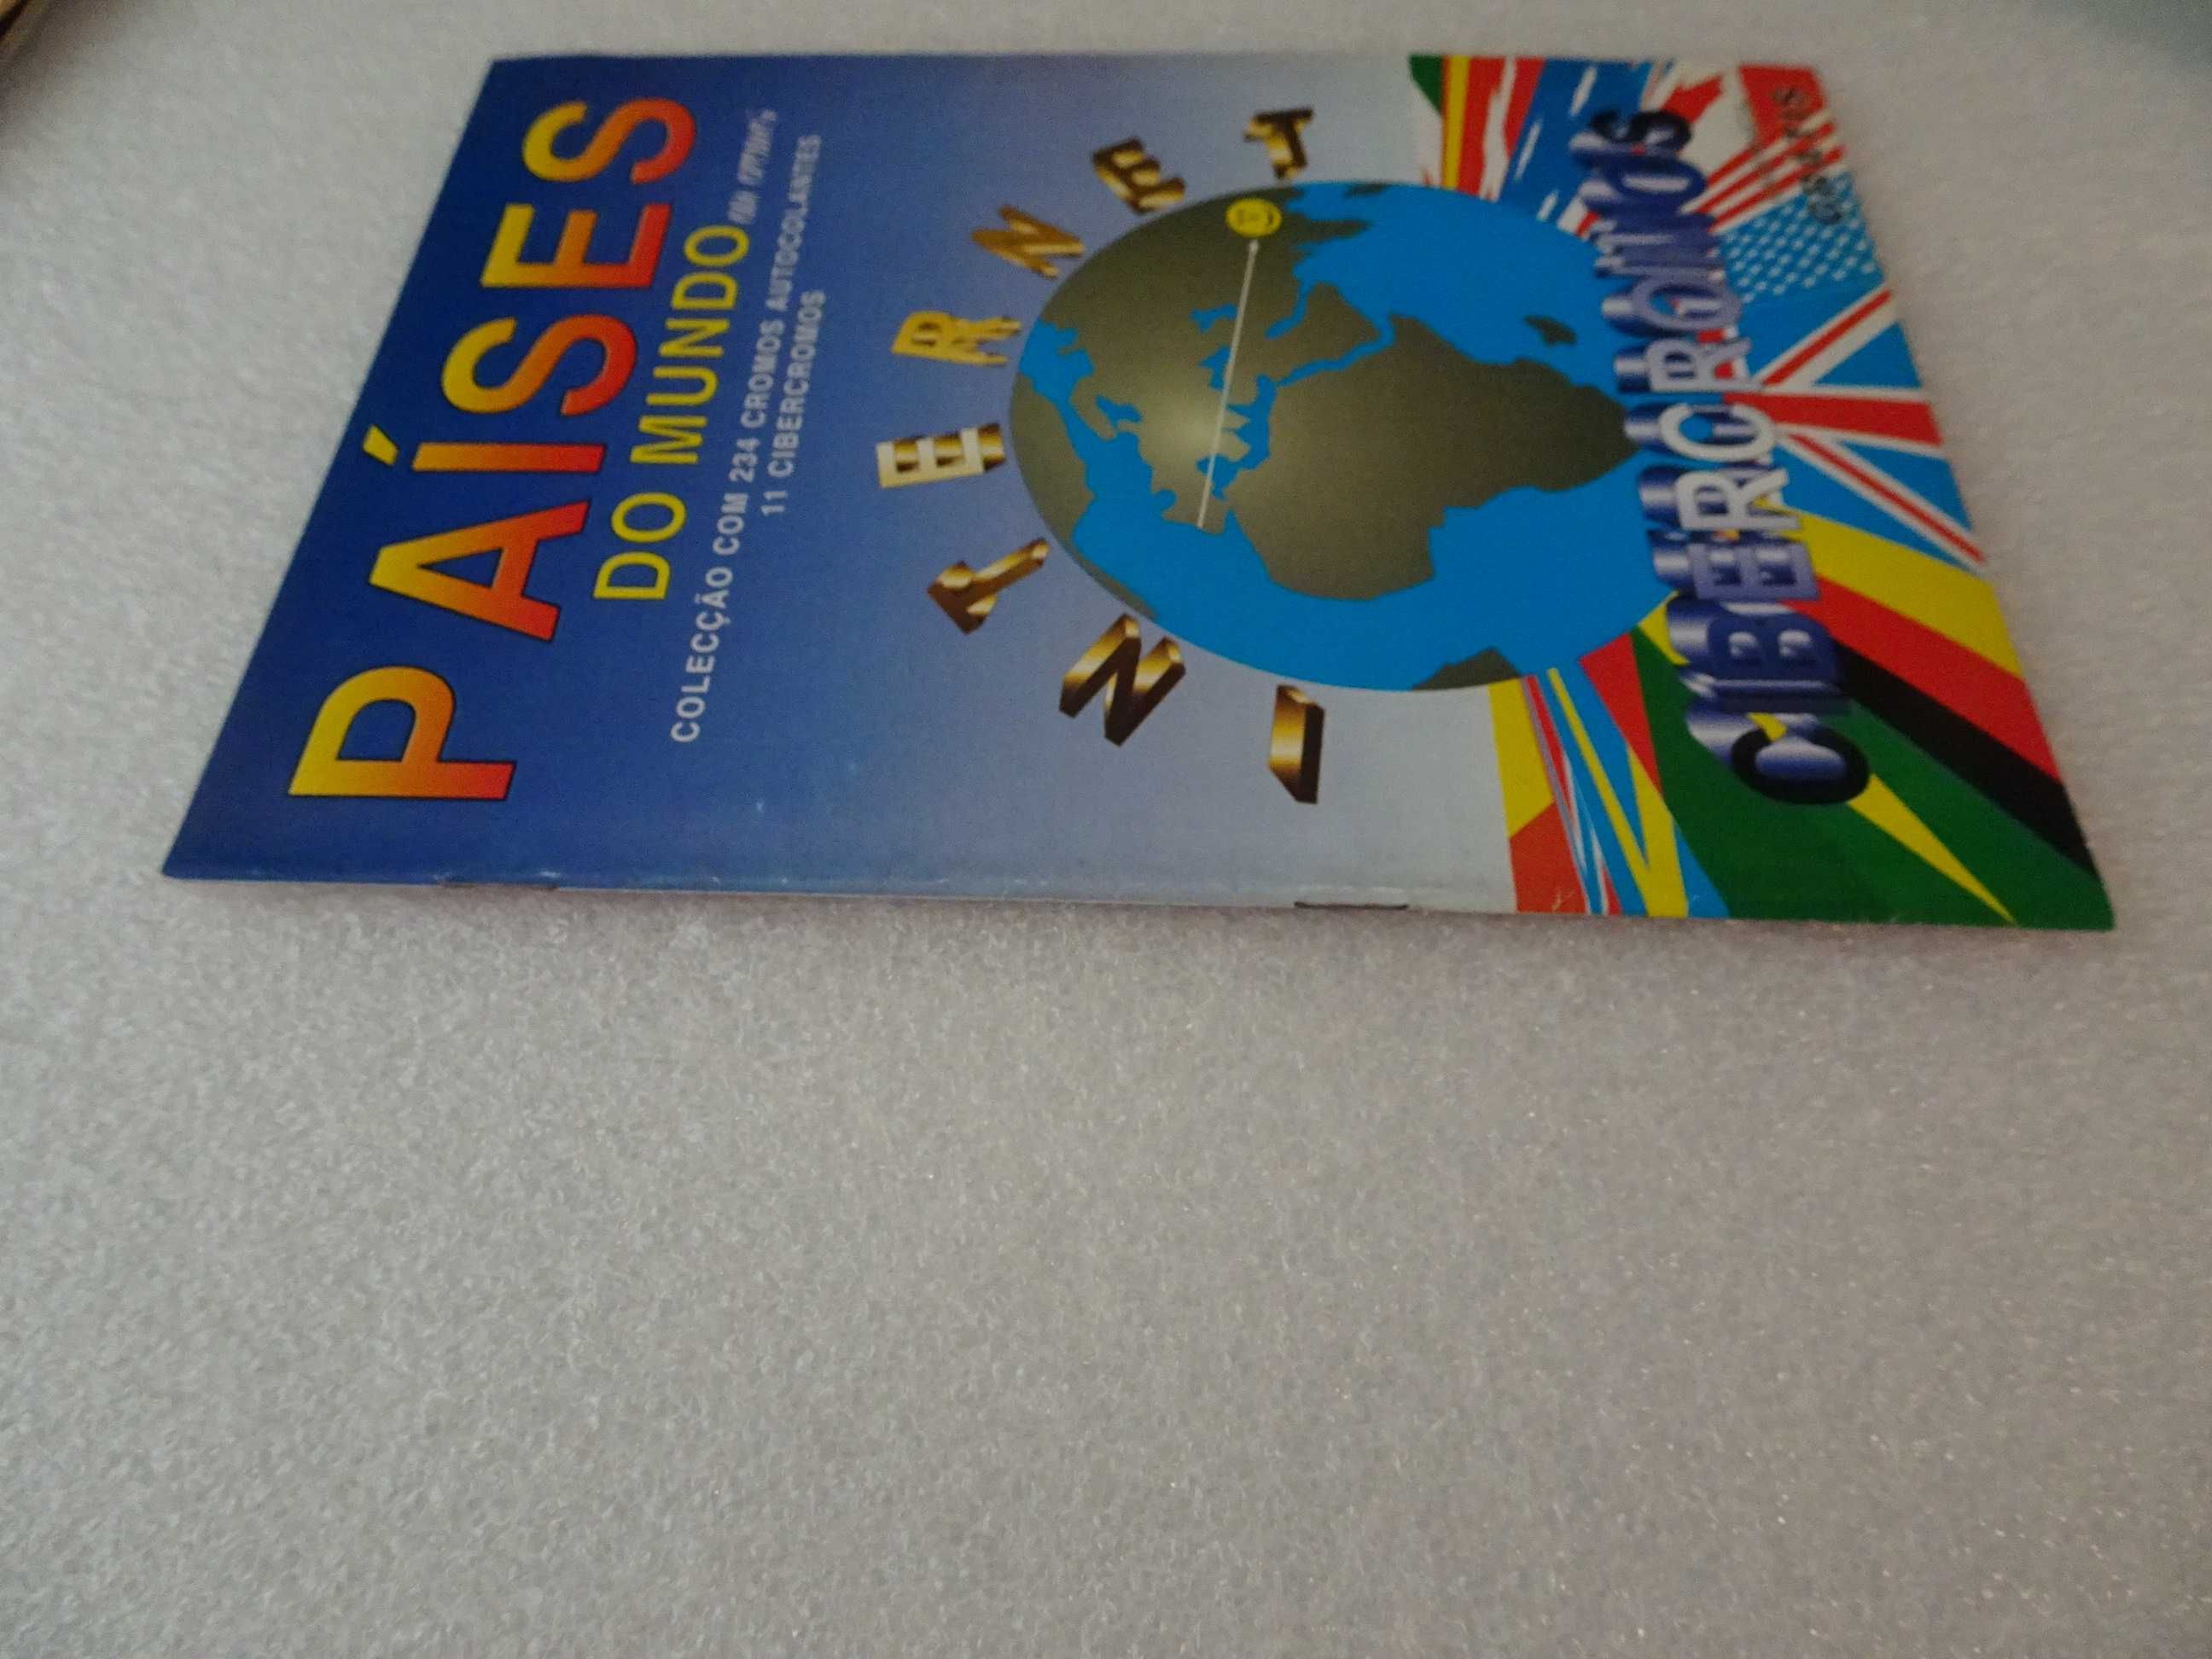 PAÍSES
DO MUNDO
COLECÇÃO COM 234 CROMOS AUTOCOLANTES
11 CIBERCROMOS
INTERNET
CIBERCROMOS